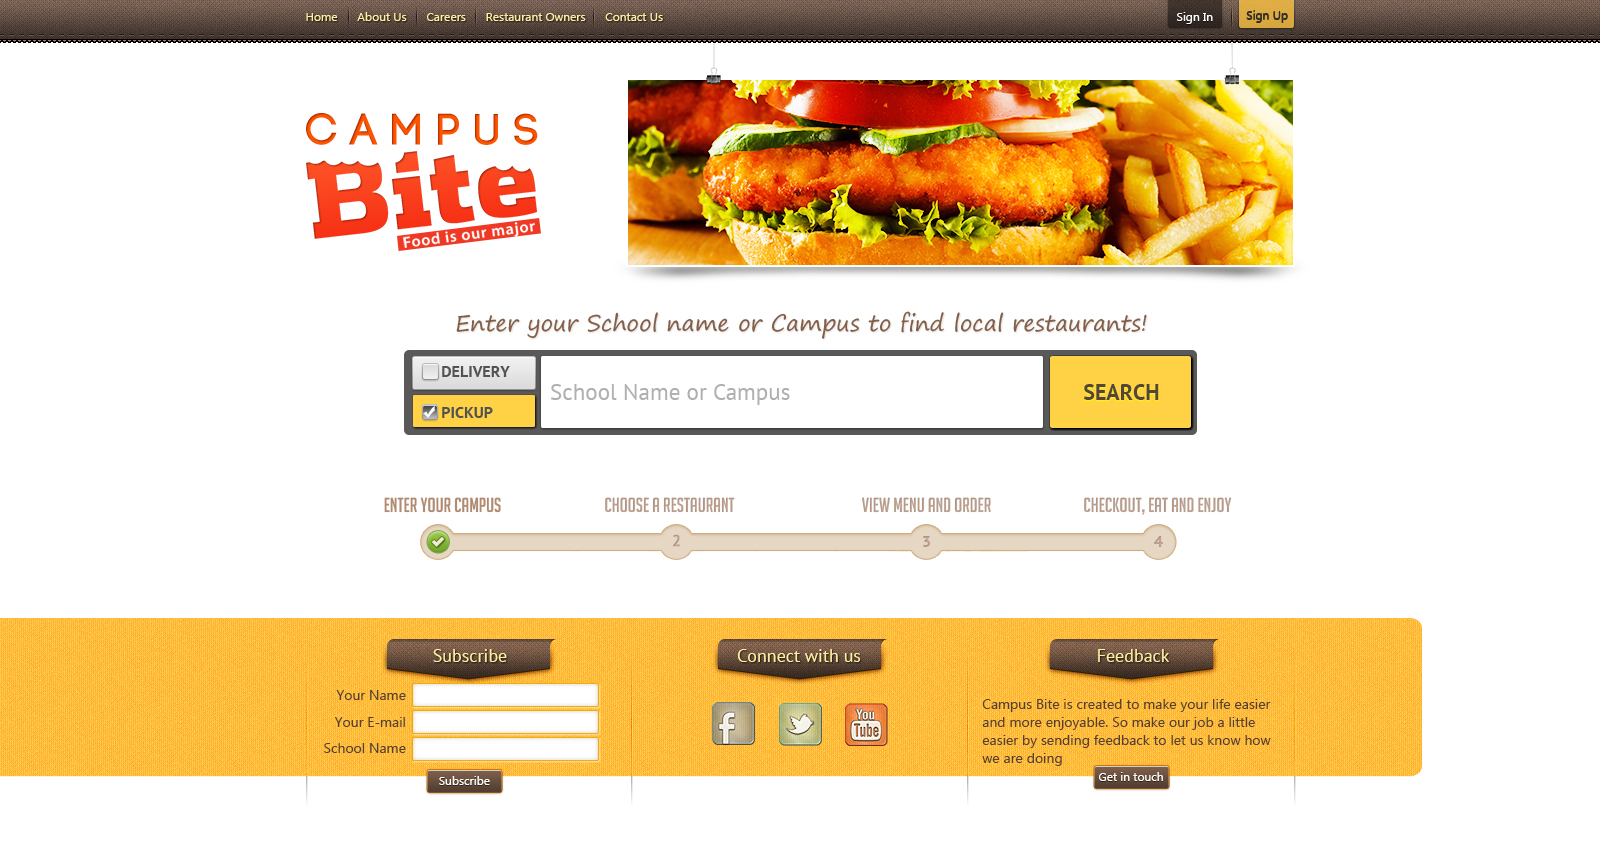 Home About Us Careers Restaurant Owners Contact Us Sign In Sign Up
CAMPUS
Bite
Food is our major
Enter your School name or Campus to find local restaurants!
DELIVERY
PICKUP
School Name or Campus
SEARCH
ENTER YOUR CAMPUS CHOOSE A RESTAURANT VIEW MENU AND ORDER CHECKOUT, EAT AND ENJOY
2 3 4
Subscribe
Your Name
Your E-mail
School Name
Subscribe
Connect with us
f
You
Tube
Feedback
Campus Bite is created to make your life easier
and more enjoyable. So make our job a little
easier by sending feedback to let us know how
we are doing
Get in touch